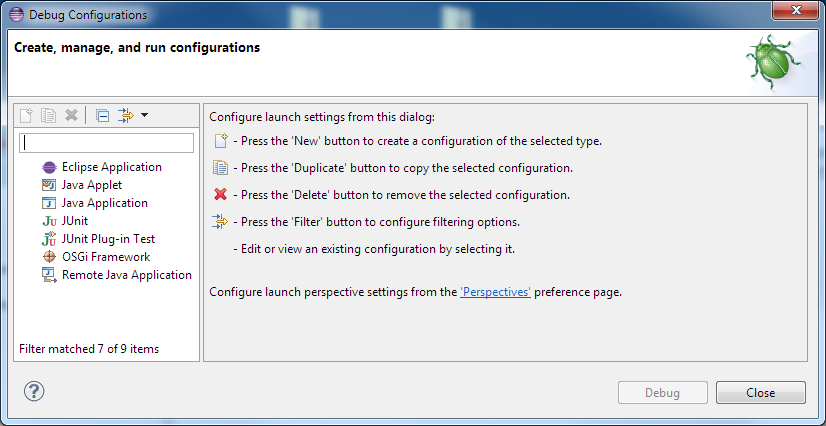 Debug Configurations
Create, manage, and run configurations
Eclipse Application
Java Applet
Java Application
JUnit
JUnit Plug-in Test
OSGi Framework
Remote Java Application
Filter matched 7 of 9 items
Configure launch settings from this dialog:
- Press the 'New' button to create a configuration of the selected type.
- Press the 'Duplicate' button to copy the selected configuration.
- Press the 'Delete' button to remove the selected configuration.
- Press the 'Filter' button to configure filtering options.
- Edit or view an existing configuration by selecting it.
Configure launch perspective settings from the 'Perspectives' preference page.
Debug
Close